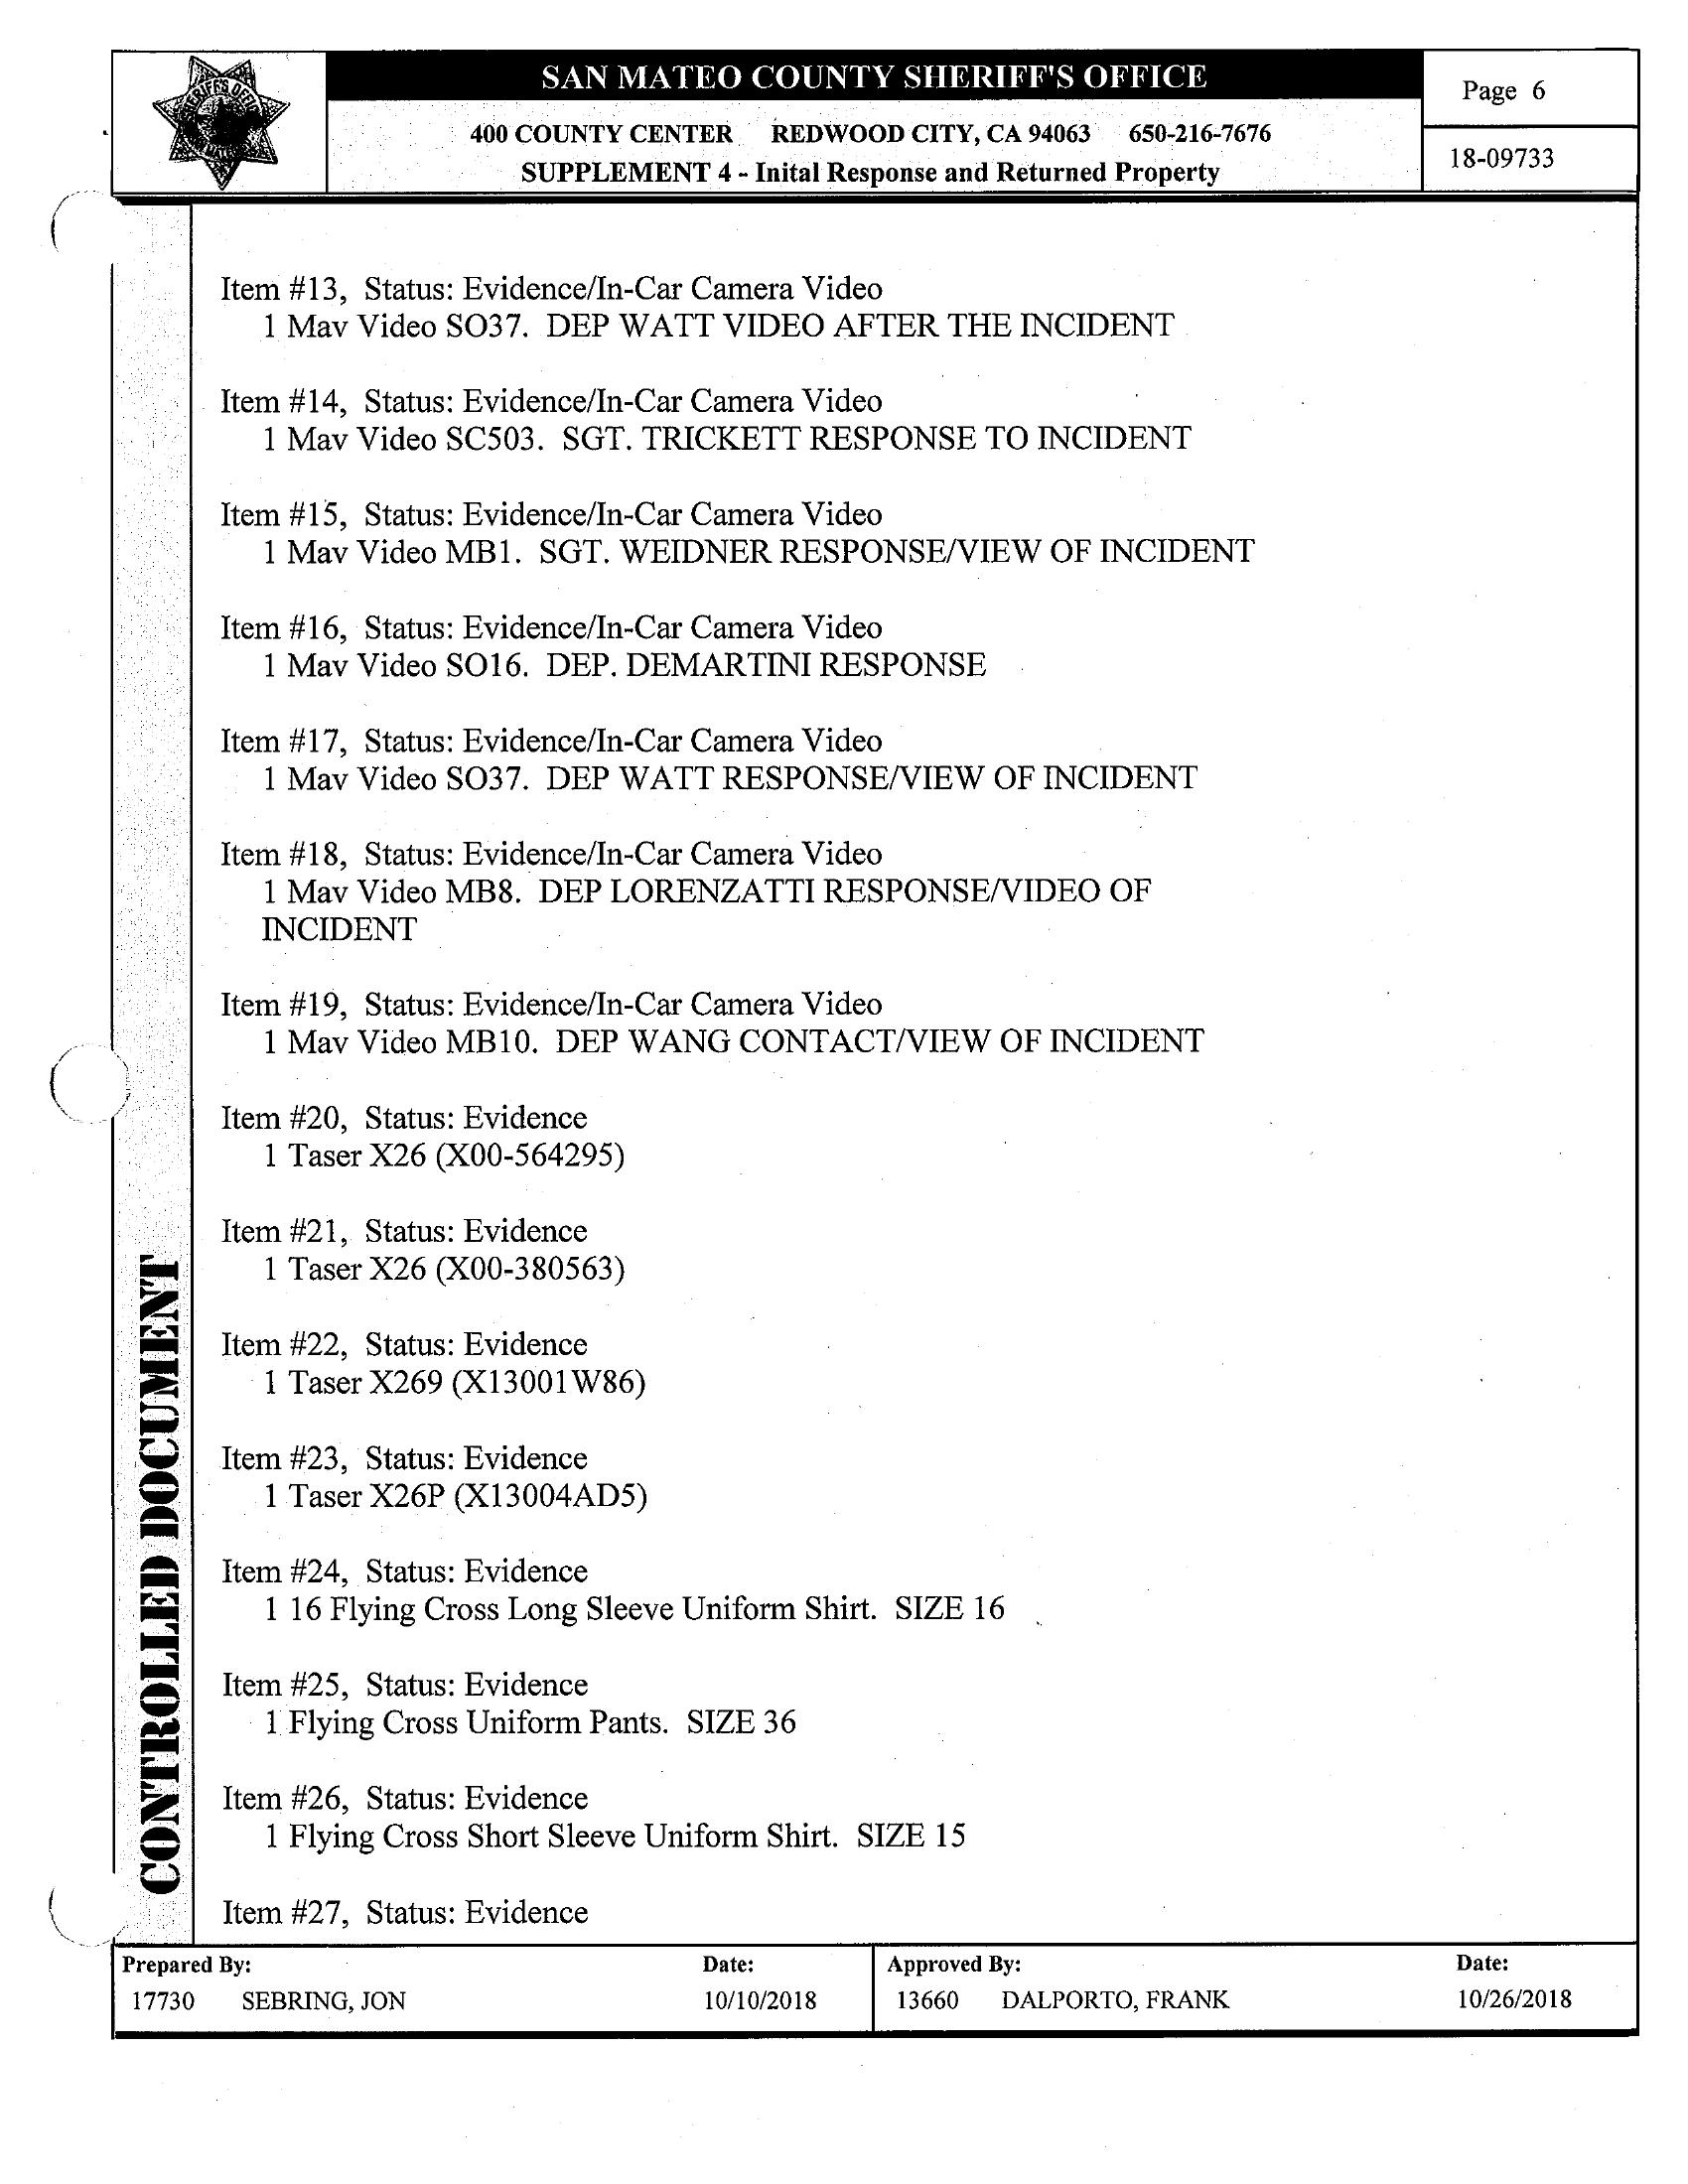 SAN MATEO COUNTY SHERIFF'S OFFICE
Page 6
400 COUNTY CENTER REDWOOD CITY, CA 94063 650-216-7676
SUPPLEMENT 4 - Inital Response and Returned Property
18-09733
Item #13, Status: Evidence/In-Car Camera Video
1 Mav Video SO37. DEP WATT VIDEO AFTER THE INCIDENT
Item #14, Status: Evidence/In-Car Camera Video
1 Mav Video SC503. SGT. TRICKETT RESPONSE TO INCIDENT
Item #15, Status: Evidence/In-Car Camera Video
1 Mav Video MB1. SGT. WEIDNER RESPONSE/VIEW OF INCIDENT
Item #16, Status: Evidence/In-Car Camera Video
1 Mav Video SO16. DEP. DEMARTINI RESPONSE
Item #17, Status: Evidence/In-Car Camera Video
1 Mav Video SO37. DEP WATT RESPONSE/VIEW OF INCIDENT
Item #18, Status: Evidence/In-Car Camera Video
1 Mav Video MB8. DEP LORENZATTI RESPONSE/VIDEO OF
INCIDENT
Item #19, Status: Evidence/In-Car Camera Video
1 Mav Video MB10. DEP WANG CONTACT/VIEW OF INCIDENT
Item #20, Status: Evidence
1 Taser X26 (X00-564295)
Item #21, Status: Evidence
1 Taser X26 (X00-380563)
Item #22, Status: Evidence
1 Taser X269 (X13001W86)
Item #23, Status: Evidence
1 Taser X26P (X13004AD5)
Item #24, Status: Evidence
1 16 Flying Cross Long Sleeve Uniform Shirt. SIZE 16
Item #25, Status: Evidence
1 Flying Cross Uniform Pants. SIZE 36
Item #26, Status: Evidence
1 Flying Cross Short Sleeve Uniform Shirt. SIZE 15
Item #27, Status: Evidence
CONTROLLED DOCUMENT
Prepared By: Date: Approved By: Date:
17730 SEBRING, JON 10/10/2018 13660 DALPORTO, FRANK 10/26/2018